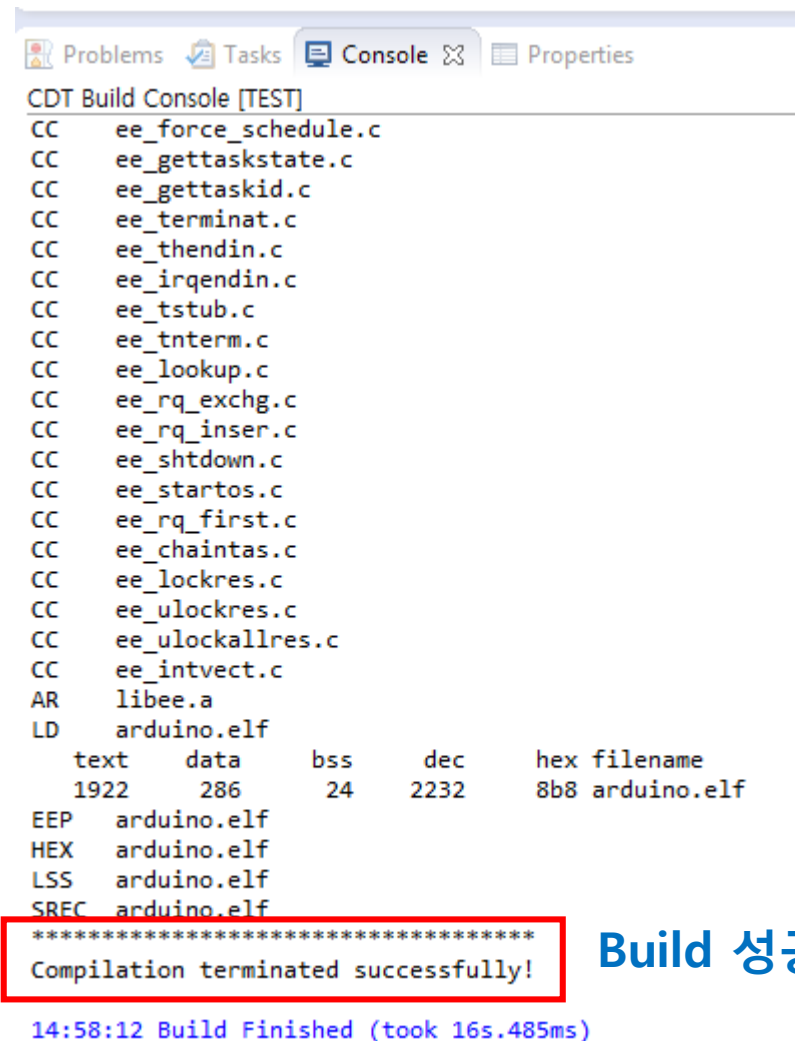 Problems Tasks Console Properties
CDT Build Console [TEST]
CC ee_force_schedule.c
CC ee_gettaskstate.c
CC ee_gettaskid.c
CC ee_terminat.c
CC ee_thendin.c
CC ee_irqendin.c
CC ee_tstub.c
CC ee_tnterm.c
CC ee_lookup.c
CC ee_rq_exchg.c
CC ee_rq_inser.c
CC ee_shtdown.c
CC ee_startos.c
CC ee_rq_first.c
CC ee_chaintas.c
CC ee_lockres.c
CC ee_ulockres.c
CC ee_ulockallres.c
CC ee_intvect.c
AR libee.a
LD arduino.elf
text data bss dec hex filename
1922 286 24 2232 8b8 arduino.elf
EEP arduino.elf
HEX arduino.elf
LSS arduino.elf
SREC arduino.elf
************************************
Compilation terminated successfully!
Build
14:58:12 Build Finished (took 16s.485ms)